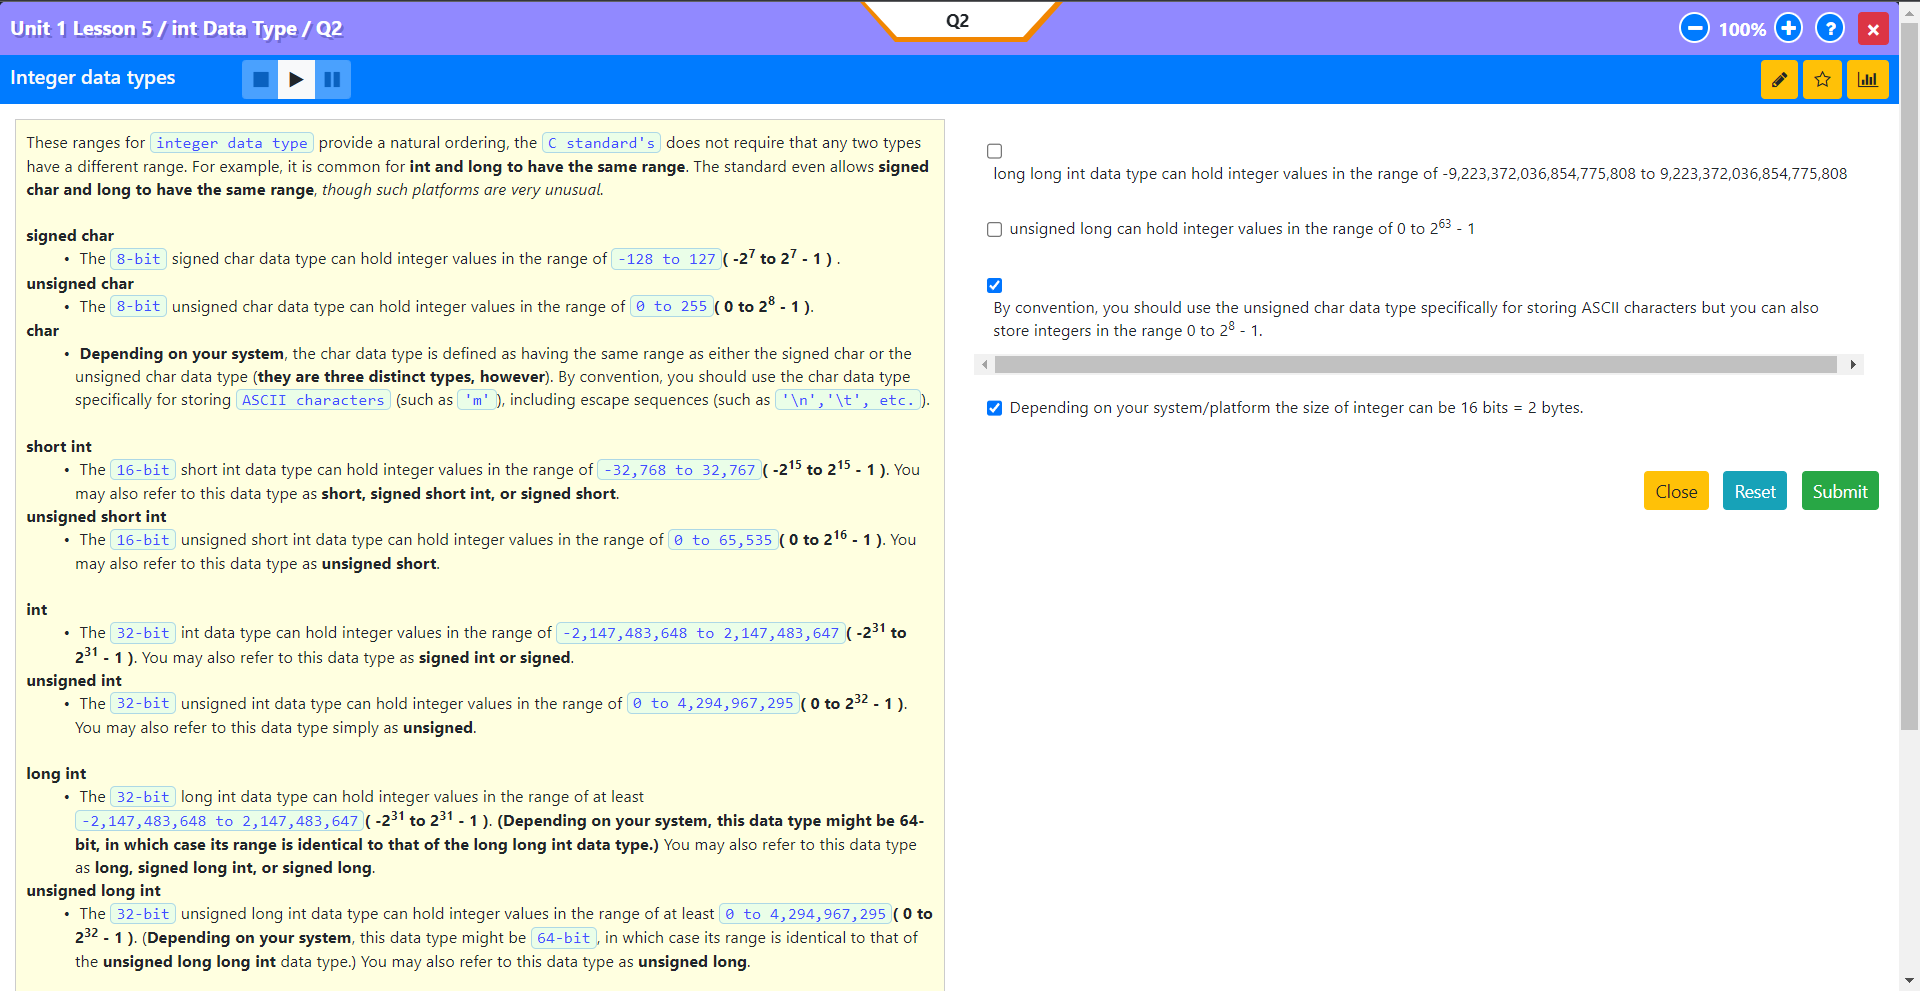 Unit 1 Lesson 5 / int Data Type / Q2
Q2
100%
?
×
Integer data types
These ranges for integer data type provide a natural ordering, the C standard's does not require that any two types
have a different range. For example, it is common for int and long to have the same range. The standard even allows signed
char and long to have the same range, though such platforms are very unusual.
signed char
• The 8-bit signed char data type can hold integer values in the range of -128 to 127 ( -2⁷ to 2⁷ - 1 ) .
unsigned char
• The 8-bit unsigned char data type can hold integer values in the range of 0 to 255 ( 0 to 2⁸ - 1 ).
char
• Depending on your system, the char data type is defined as having the same range as either the signed char or the
unsigned char data type (they are three distinct types, however). By convention, you should use the char data type
specifically for storing ASCII characters (such as 'm' ), including escape sequences (such as '\n','\t', etc. ).
short int
• The 16-bit short int data type can hold integer values in the range of -32,768 to 32,767 ( -2¹⁵ to 2¹⁵ - 1 ). You
may also refer to this data type as short, signed short int, or signed short.
unsigned short int
• The 16-bit unsigned short int data type can hold integer values in the range of 0 to 65,535 ( 0 to 2¹⁶ - 1 ). You
may also refer to this data type as unsigned short.
int
• The 32-bit int data type can hold integer values in the range of -2,147,483,648 to 2,147,483,647 ( -2³¹ to
2³¹ - 1 ). You may also refer to this data type as signed int or signed.
unsigned int
• The 32-bit unsigned int data type can hold integer values in the range of 0 to 4,294,967,295 ( 0 to 2³² - 1 ).
You may also refer to this data type simply as unsigned.
long int
• The 32-bit long int data type can hold integer values in the range of at least
-2,147,483,648 to 2,147,483,647 ( -2³¹ to 2³¹ - 1 ). (Depending on your system, this data type might be 64-
bit, in which case its range is identical to that of the long long int data type.) You may also refer to this data type
as long, signed long int, or signed long.
unsigned long int
• The 32-bit unsigned long int data type can hold integer values in the range of at least 0 to 4,294,967,295 ( 0 to
2³² - 1 ). (Depending on your system, this data type might be 64-bit , in which case its range is identical to that of
the unsigned long long int data type.) You may also refer to this data type as unsigned long.
long long int data type can hold integer values in the range of -9,223,372,036,854,775,808 to 9,223,372,036,854,775,808
unsigned long can hold integer values in the range of 0 to 2⁶³ - 1
By convention, you should use the unsigned char data type specifically for storing ASCII characters but you can also
store integers in the range 0 to 2⁸ - 1.
Depending on your system/platform the size of integer can be 16 bits = 2 bytes.
Close
Reset
Submit